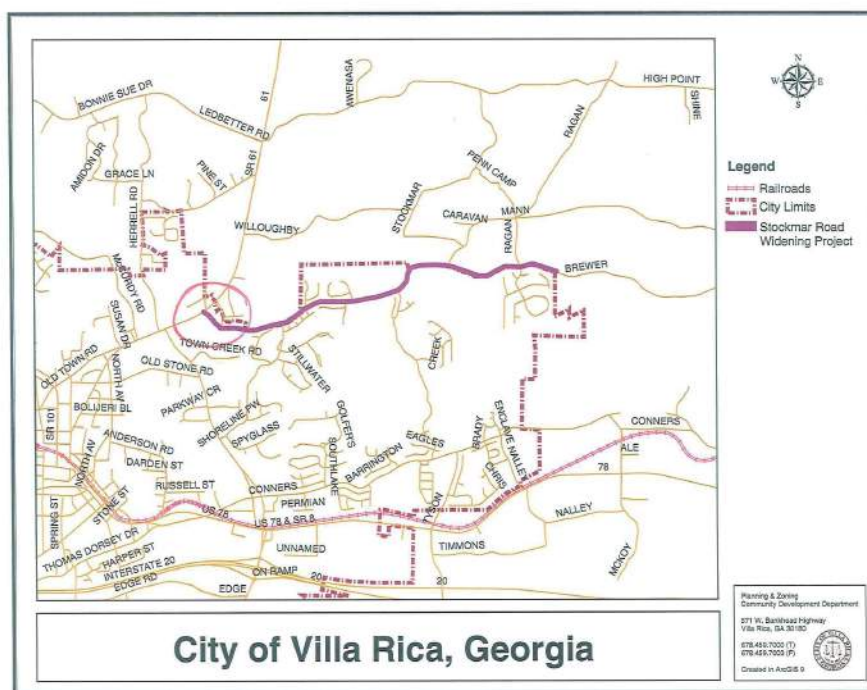 BONNIE SUE DR
LEDBETTER RD
61
AWENASA
HIGH POINT
SHINE
RAGAN
AMIDON DR
GRACE LN
PINE ST
SR 61
PENN CAMP
HERRELL RD
WILLOUGHBY
STOCKMAR
CARAVAN
MANN
RAGAN
McCURDY RD
BREWER
SUSAN DR
TOWN CREEK RD
OLD TOWN RD
OLD STONE RD
STILLWATER
CREEK
NORTH AV
PARKWAY CR
BOLIJERI BL
SHORELINE PW
SPYGLASS
GOLFER'S
SR 101
ANDERSON RD
NORTH AV
DARDEN ST
SOUTHLAKE
BARRINGTON
EAGLES
BRADY
ENCLAVE
NALLEY
CONNERS
ALE
CHRIS
78
RUSSELL ST
CONNERS
STONE ST
PERMIAN
SPRING ST
US 78
US 78 & SR 8
TYSON
NALLEY
THOMAS DORSEY DR
HARPER ST
UNNAMED
TIMMONS
MCKOY
INTERSTATE 20
EDGE RD
ON RAMP
20
20
EDGE
N
W
E
S
Legend
Railroads
City Limits
Stockmar Road
Widening Project
City of Villa Rica, Georgia
Planning & Zoning
Community Development Department
571 W. Bankhead Highway
Villa Rica, GA 30180
678.459.7000 (T)
Created in ArcGIS 9